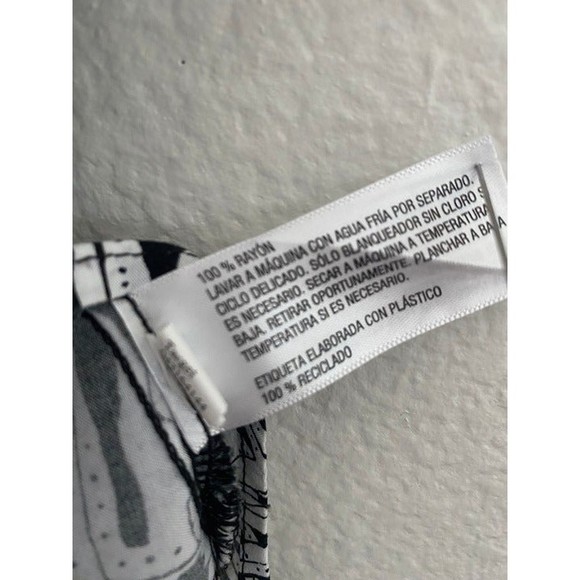 100 % RAYÓN
LAVAR A MÁQUINA CON AGUA FRÍA POR SEPARADO.
CICLO DELICADO. SÓLO BLANQUEADOR SIN CLORO S
ES NECESARIO. SECAR A MÁQUINA A TEMPERATURA
BAJA. RETIRAR OPORTUNAMENTE. PLANCHAR A BAJA
TEMPERATURA SI ES NECESARIO.
ETIQUETA ELABORADA CON PLÁSTICO
100 % RECICLADO